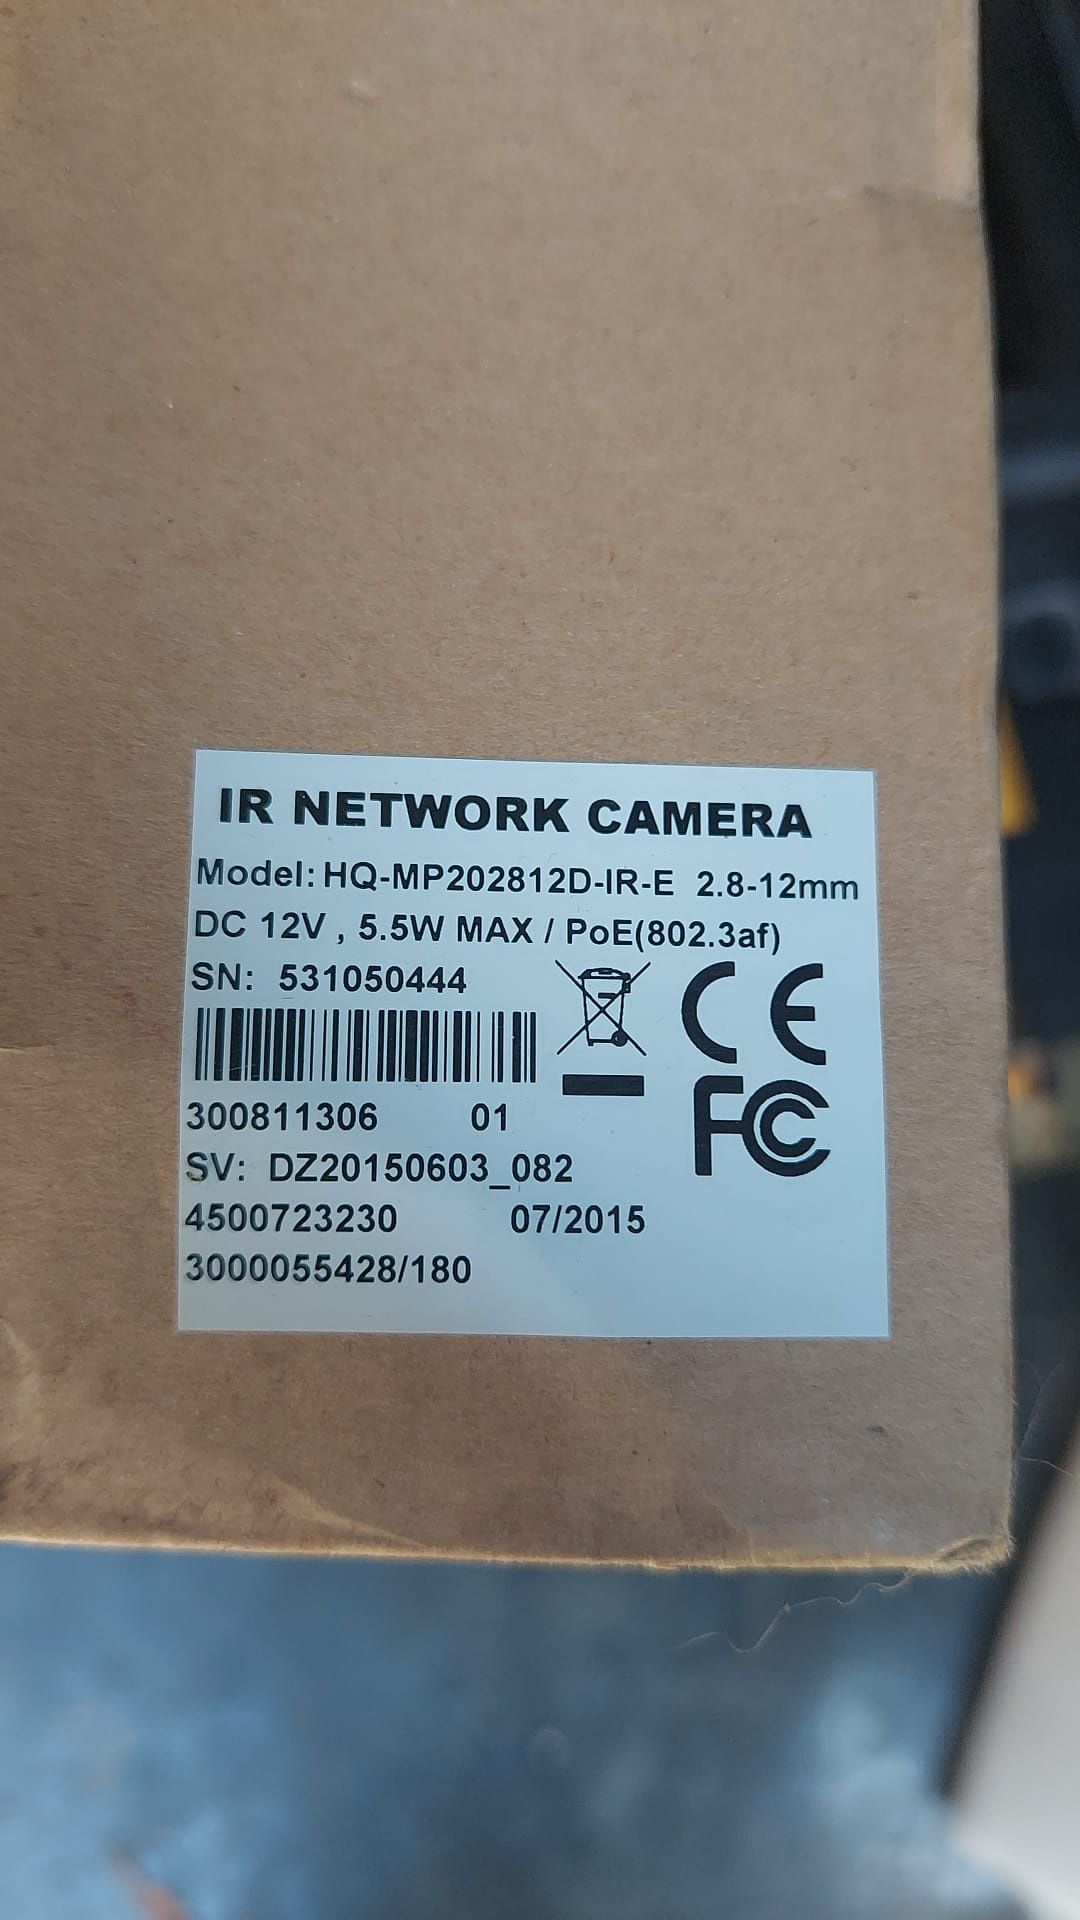 IR NETWORK CAMERA
Model: HQ-MP202812D-IR-E 2.8-12mm
DC 12V , 5.5W MAX / PoE(802.3af)
SN: 531050444
CE
FC
300811306 01
SV: DZ20150603_082
4500723230 07/2015
3000055428/180